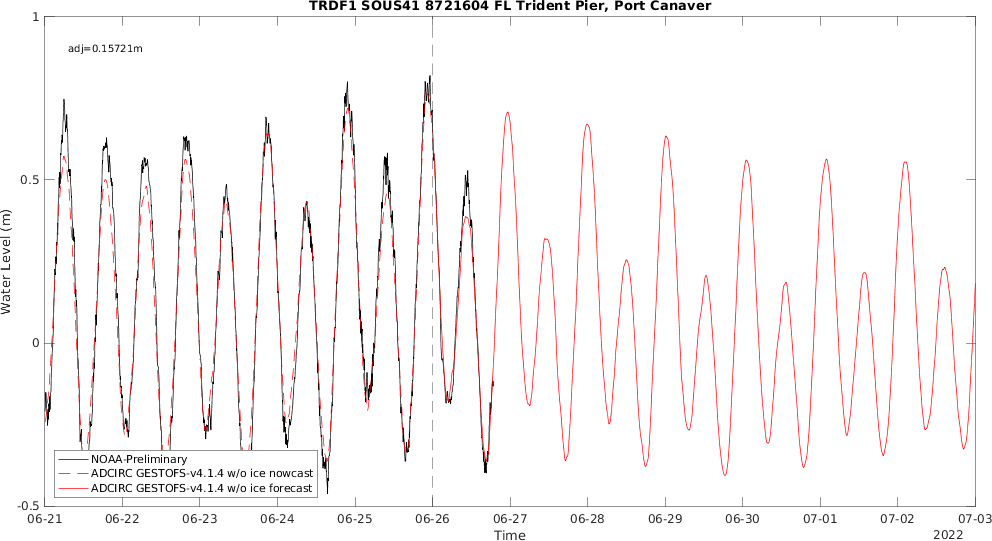 TRDF1 SOUS41 8721604 FL Trident Pier, Port Canaver
1
adj=0.15721m
0.5
Water Level (m)
0
NOAA-Preliminary
ADCIRC GESTOFS-v4.1.4 w/o ice nowcast
ADCIRC GESTOFS-v4.1.4 w/o ice forecast
-0.5
06-21 06-22 06-23 06-24 06-25 06-26 06-27 06-28 06-29 06-30 07-01 07-02 07-03
Time
2022